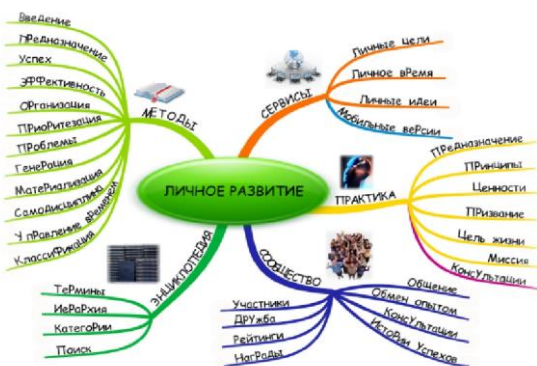 ЛИЧНОЕ РАЗВИТИЕ
МЕТОДЫ
Введение
Предназначение
Успех
Эффективность
Организация
Приоритезация
Проблемы
Генерация
Материализация
Самодисциплина
Управление временем
Классификация
СЕРВИСЫ
Личные цели
Личное время
Личные идеи
Мобильные версии
ПРАКТИКА
Предназначение
Принципы
Ценности
Призвание
Цель жизни
Миссия
Консультации
СООБЩЕСТВО
Общение
Обмен опытом
Консультации
Истории успехов
Участники
Дружба
Рейтинги
Награды
ЭНЦИКЛОПЕДИЯ
Термины
Иерархия
Категории
Поиск